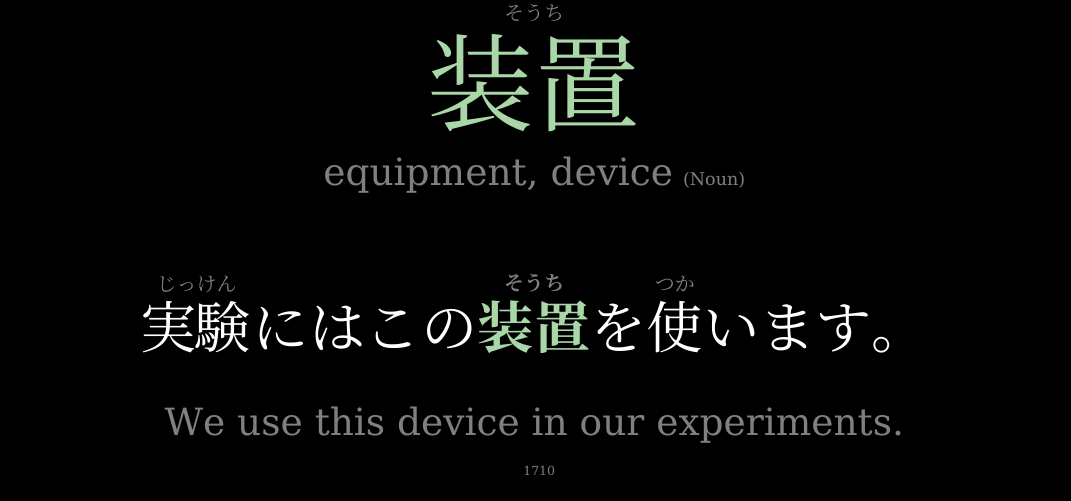 そうち
装置
equipment, device (Noun)
じっけん そうち つか
実験にはこの装置を使います。
We use this device in our experiments.
1710